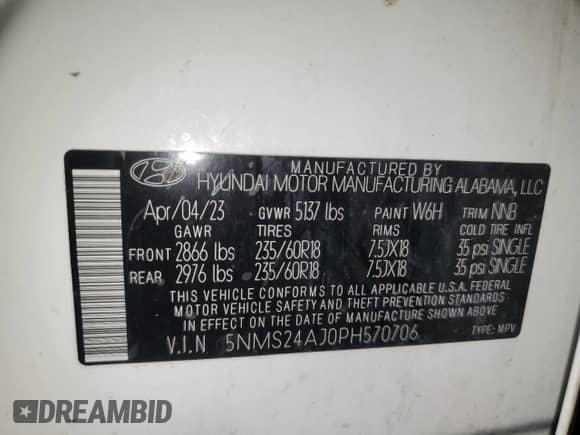 MANUFACTURED BY
HYUNDAI MOTOR MANUFACTURING ALABAMA, LLC
Apr/04/23 GVWR 5137 lbs PAINT W6H TRIM NNB
GAWR TIRES RIMS COLD TIRE INFL
FRONT 2866 lbs 235/60R18 7.5JX18 35 psi SINGLE
REAR 2976 lbs 235/60R18 7.5JX18 35 psi SINGLE
THIS VEHICLE CONFORMS TO ALL APPLICABLE U.S.A. FEDERAL
MOTOR VEHICLE SAFETY AND THEFT PREVENTION STANDARDS
IN EFFECT ON THE DATE OF MANUFACTURE SHOWN ABOVE
V.I.N 5NMS24AJ0PH570706 TYPE: MPV
DREAMBID